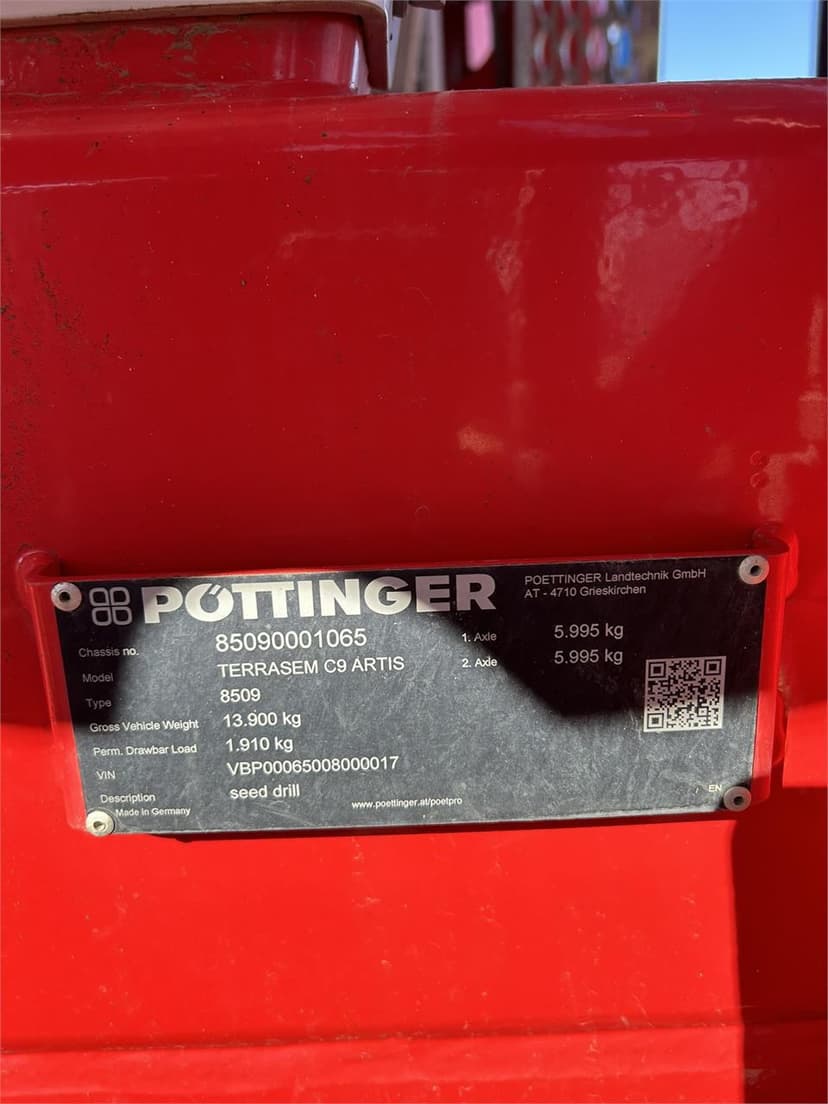 PÖTTINGER
POETTINGER Landtechnik GmbH
AT - 4710 Grieskirchen
Chassis no. 85090001065
1. Axle 5.995 kg
Model TERRASEM C9 ARTIS
2. Axle 5.995 kg
Type 8509
Gross Vehicle Weight 13.900 kg
Perm. Drawbar Load 1.910 kg
VIN VBP00065008000017
Description seed drill
Made in Germany
www.poettinger.at/poetpro
/ EN